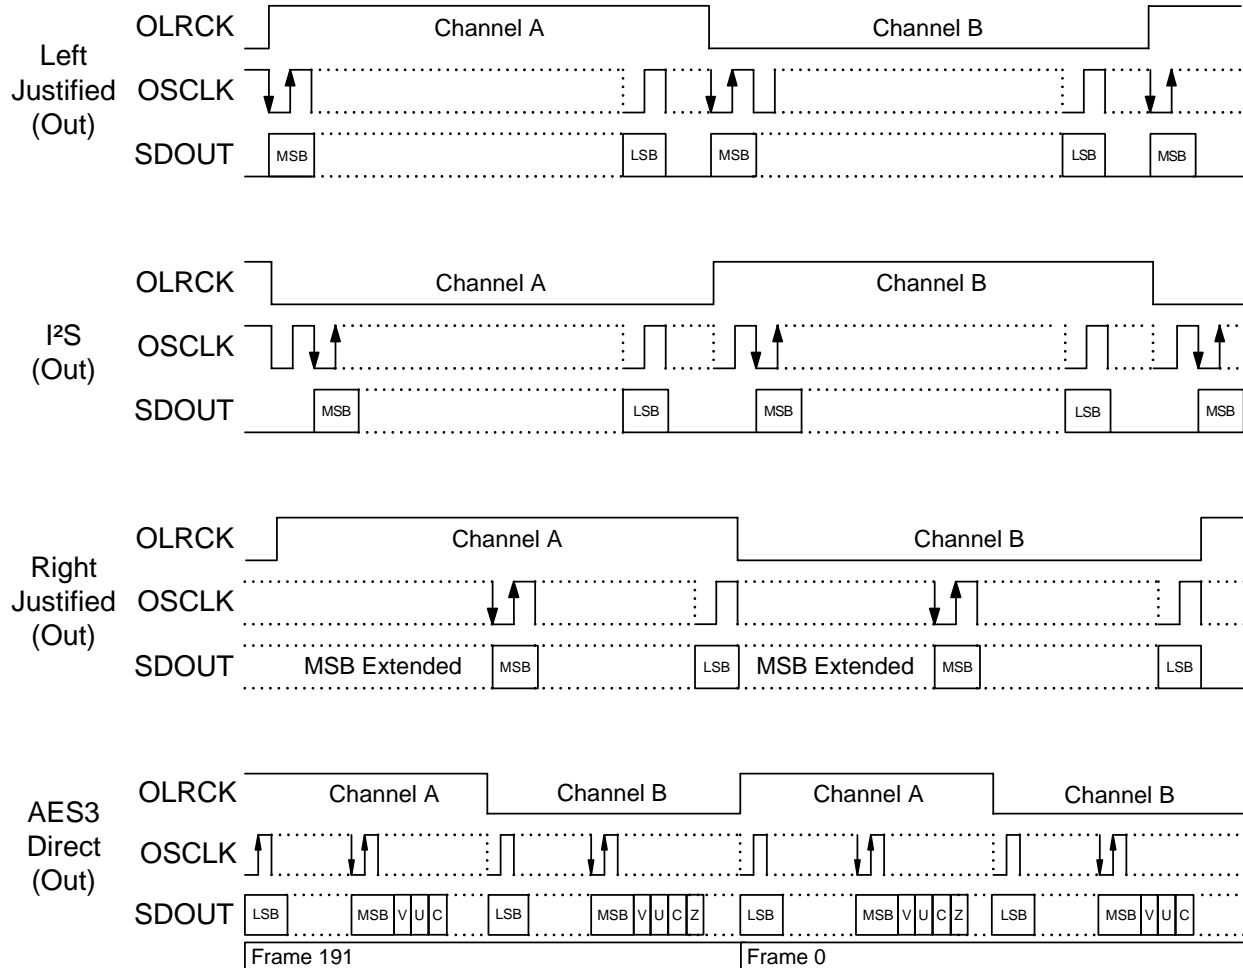 OLRCK Channel A Channel B
Left
Justified
(Out)
OSCLK
SDOUT MSB LSB MSB LSB MSB
OLRCK Channel A Channel B
I²S
(Out)
OSCLK
SDOUT MSB LSB MSB LSB MSB
OLRCK Channel A Channel B
Right
Justified
(Out)
OSCLK
SDOUT MSB Extended MSB LSB MSB Extended MSB LSB
OLRCK Channel A Channel B Channel A Channel B
AES3
Direct
(Out)
OSCLK
SDOUT LSB MSB V U C LSB MSB V U C Z LSB MSB V U C Z LSB MSB V U C
Frame 191 Frame 0